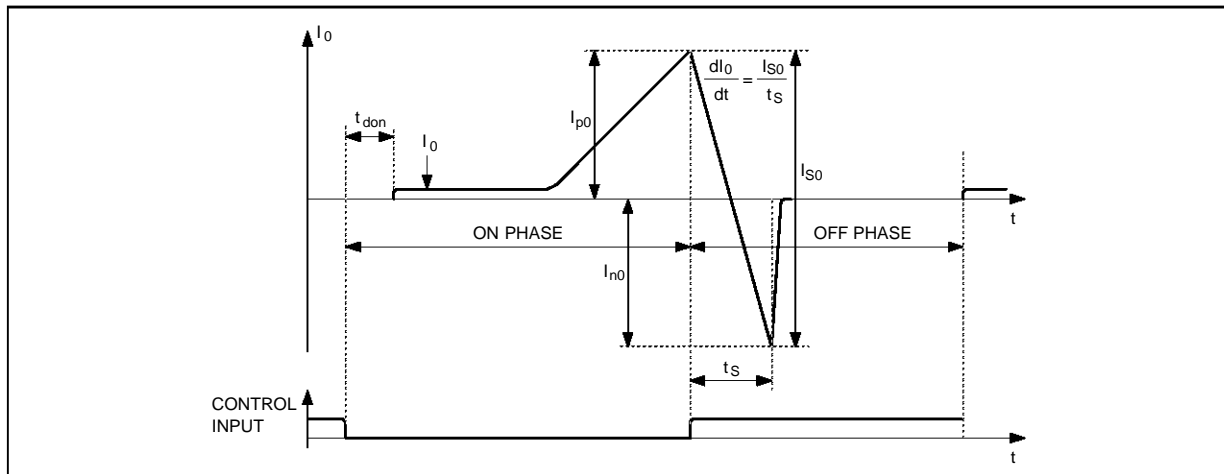 I0
dI0/dt = IS0/tS
Ip0
tdon
I0
IS0
t
ON PHASE
OFF PHASE
In0
tS
CONTROL
INPUT
t